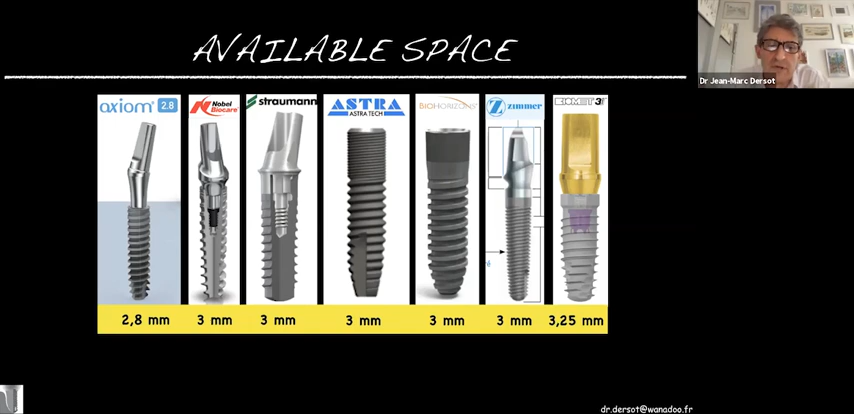 AVAILABLE SPACE
Dr Jean-Marc Dersot
axiom® 2.8
Nobel Biocare
straumann
ASTRA
ASTRA TECH
BIOHORIZONS
zimmer
BIOMET 3i
2,8 mm
3 mm
3 mm
3 mm
3 mm
3 mm
3,25 mm
dr.dersot@wanadoo.fr